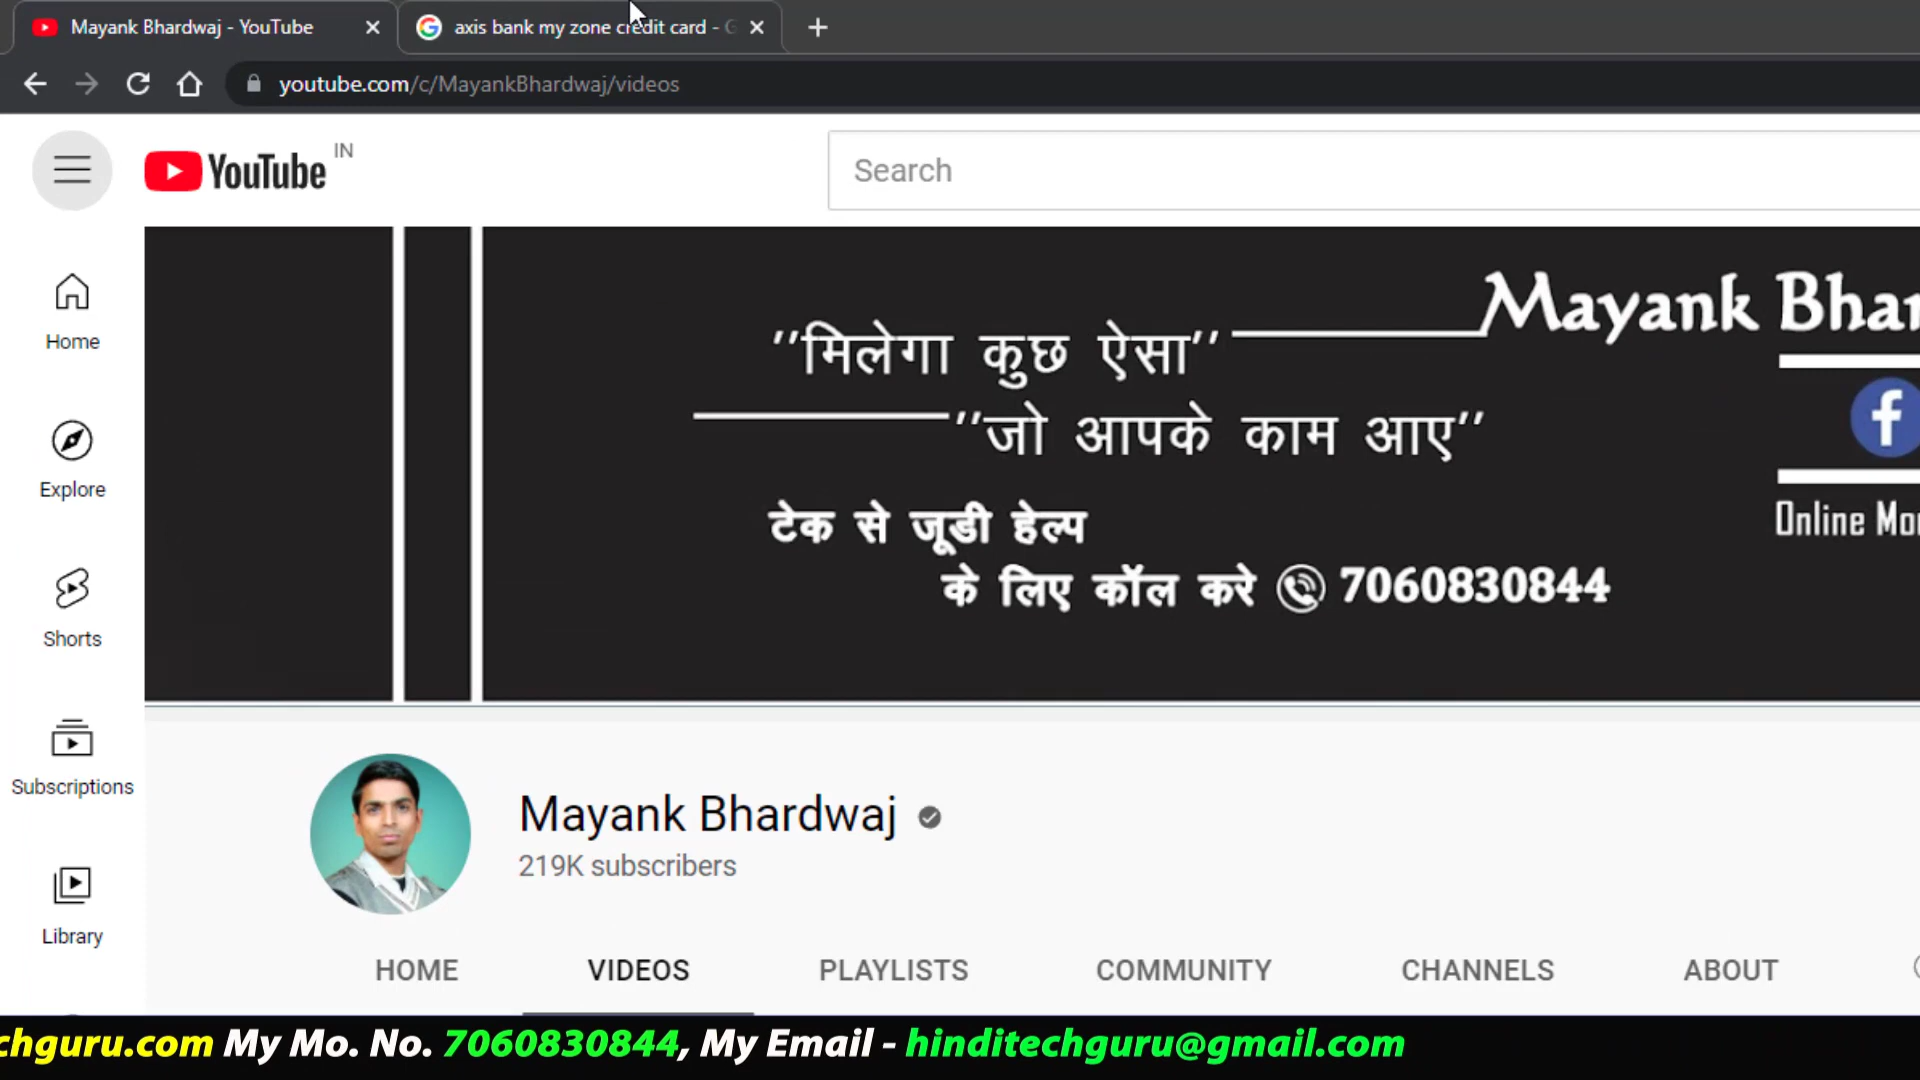 Mayank Bhardwaj - YouTube
axis bank my zone credit card - G
youtube.com/c/MayankBhardwaj/videos
YouTube IN
Search
Home
Explore
Shorts
Subscriptions
Library
Mayank Bhar
''मिलेगा कुछ ऐसा''
''जो आपके काम आए''
टेक से जूडी हेल्प
के लिए कॉल करे 7060830844
Online Mo
Mayank Bhardwaj
219K subscribers
HOME VIDEOS PLAYLISTS COMMUNITY CHANNELS ABOUT
chguru.com My Mo. No. 7060830844, My Email - hinditechguru@gmail.com